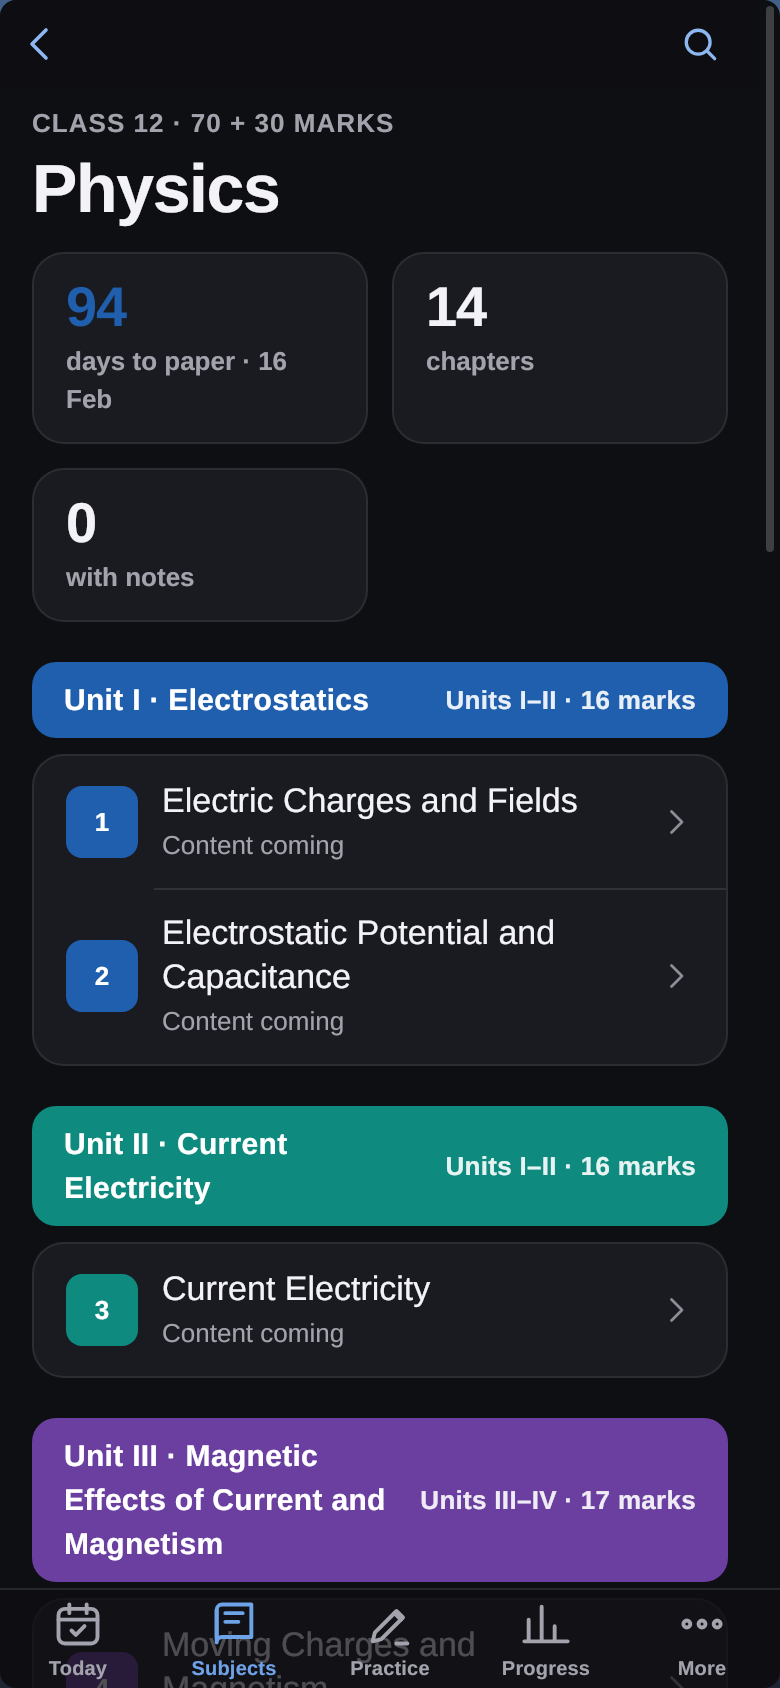 CLASS 12 · 70 + 30 MARKS
Physics
94
days to paper · 16
Feb
14
chapters
0
with notes
Unit I · Electrostatics
Units I–II · 16 marks
1
Electric Charges and Fields
Content coming
2
Electrostatic Potential and
Capacitance
Content coming
Unit II · Current
Electricity
Units I–II · 16 marks
3
Current Electricity
Content coming
Unit III · Magnetic
Effects of Current and
Magnetism
Units III–IV · 17 marks
4
Moving Charges and
Magnetism
Today
Subjects
Practice
Progress
More